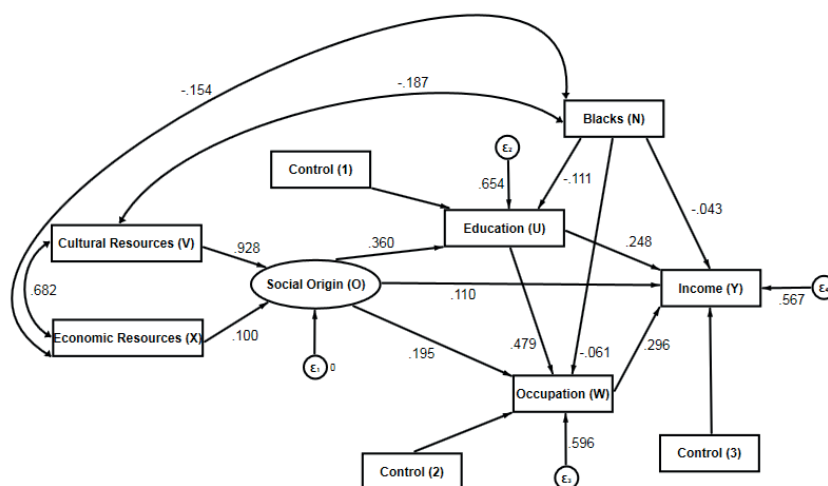 -.154
-.187
Blacks (N)
ε₂
Control (1)
.654
-.111
-.043
Education (U)
Cultural Resources (V)
.928
.360
.248
Social Origin (O)
.110
Income (Y)
ε₄
.682
.567
Economic Resources (X)
.100
.195
.479
-.061
.296
ε₁ 0
Occupation (W)
.596
Control (3)
Control (2)
ε₃